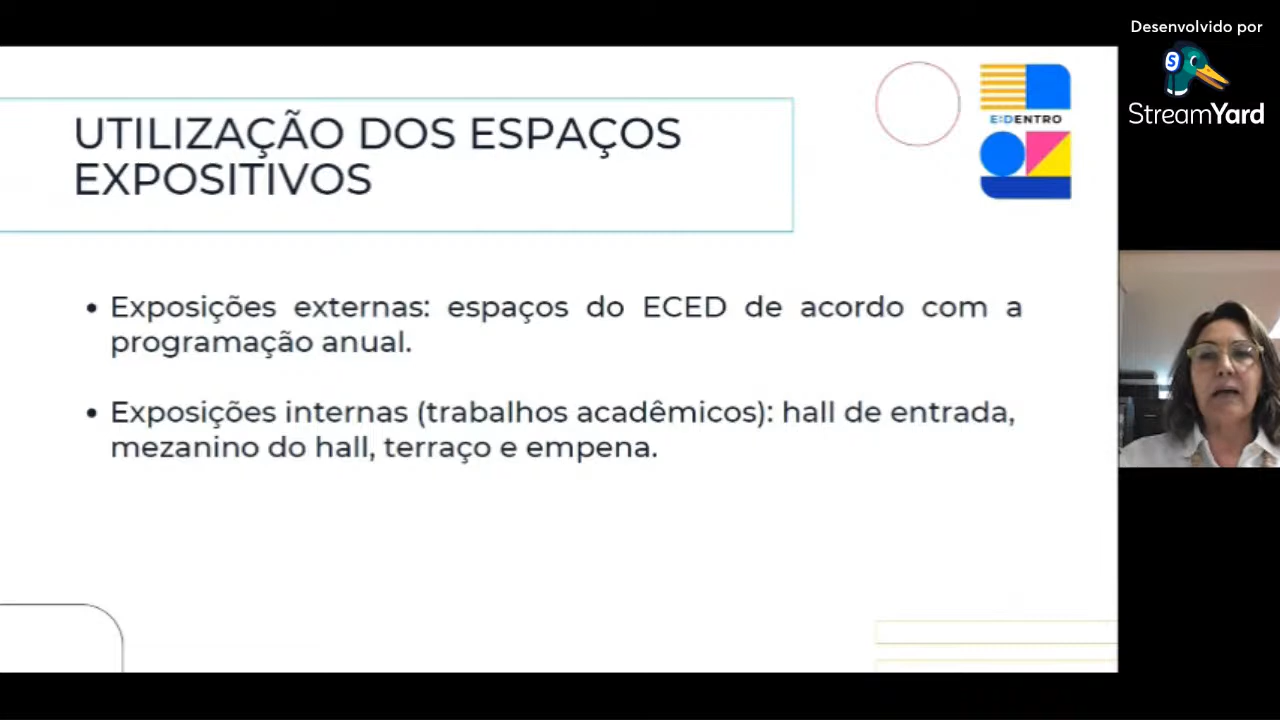 Desenvolvido por
StreamYard
UTILIZAÇÃO DOS ESPAÇOS
EXPOSITIVOS
E:DENTRO
• Exposições externas: espaços do ECED de acordo com a
programação anual.
• Exposições internas (trabalhos acadêmicos): hall de entrada,
mezanino do hall, terraço e empena.